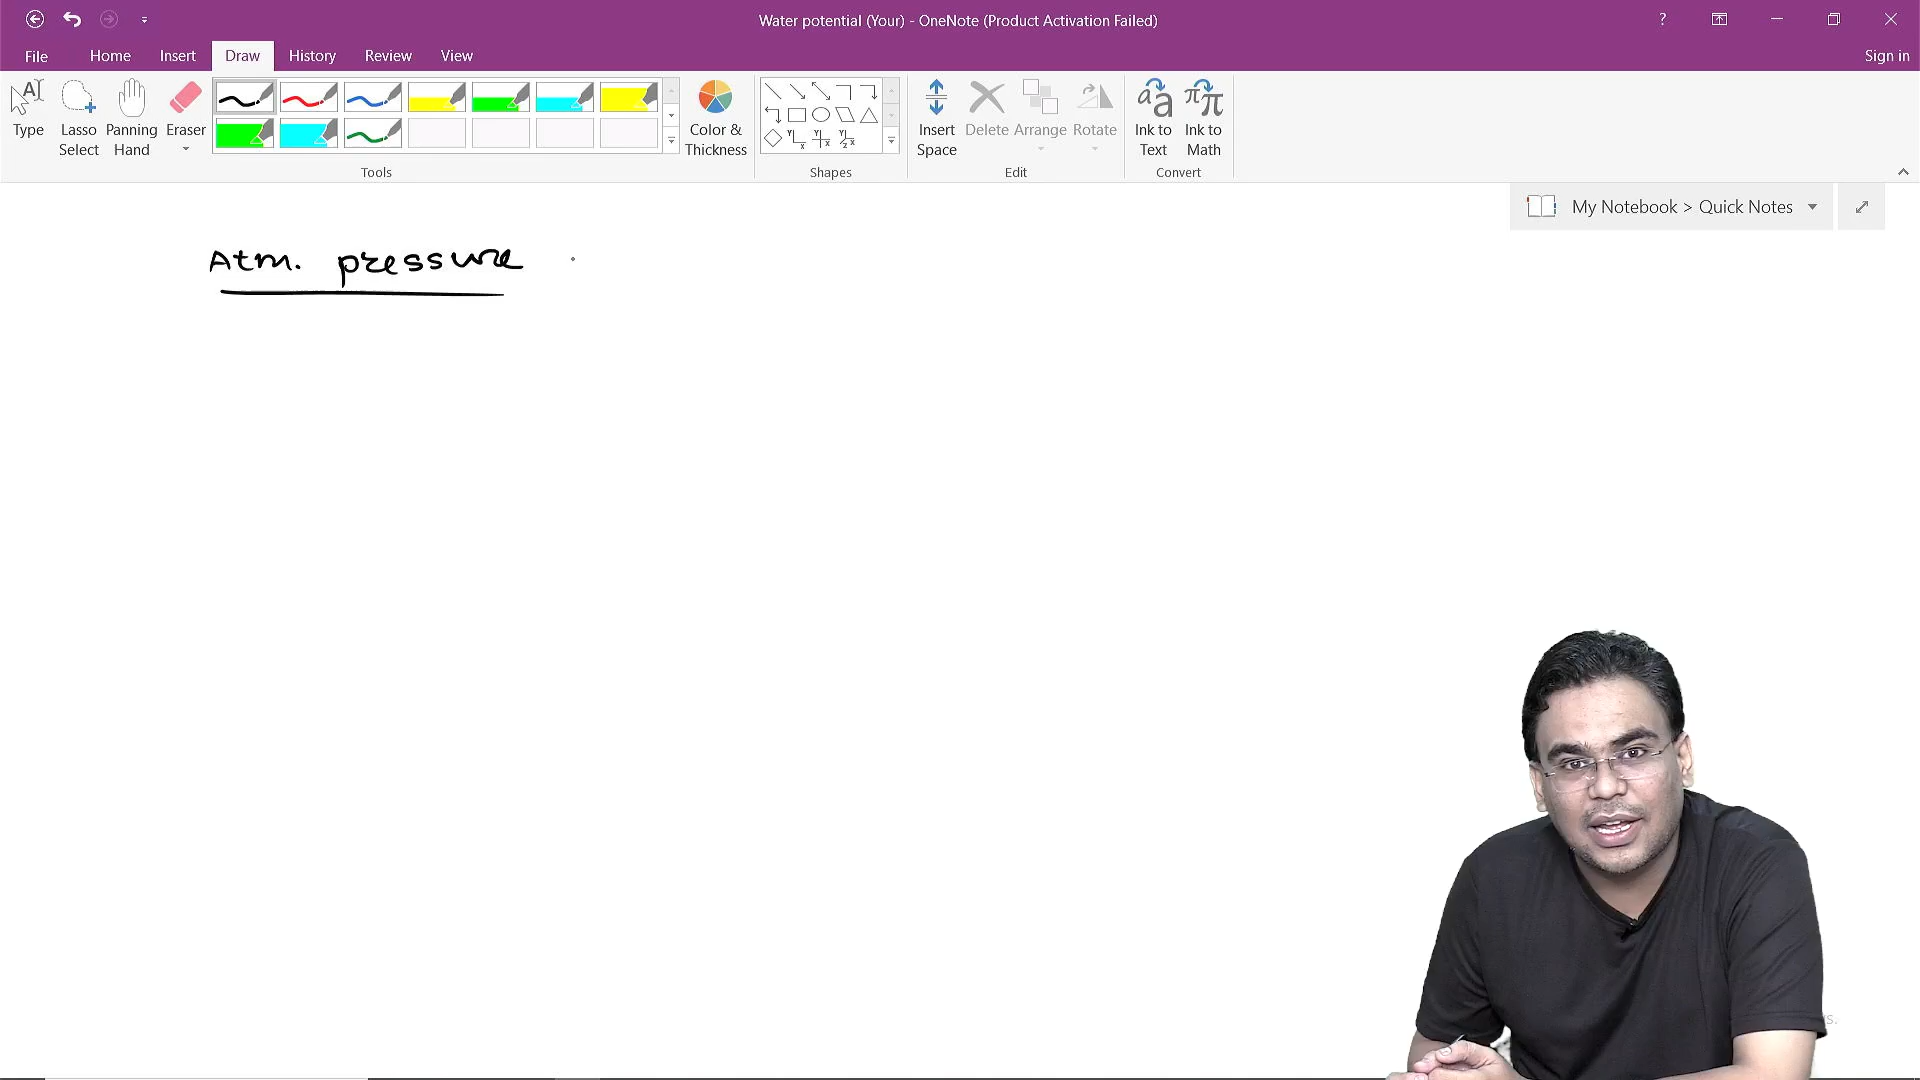 Water potential (Your) - OneNote (Product Activation Failed)
?
File Home Insert Draw History Review View
Sign in
Type
Lasso Select
Panning Hand
Eraser
Color & Thickness
Insert Space
Delete
Arrange
Rotate
Ink to Text
Ink to Math
Tools
Shapes
Edit
Convert
My Notebook > Quick Notes
Atm. pressure